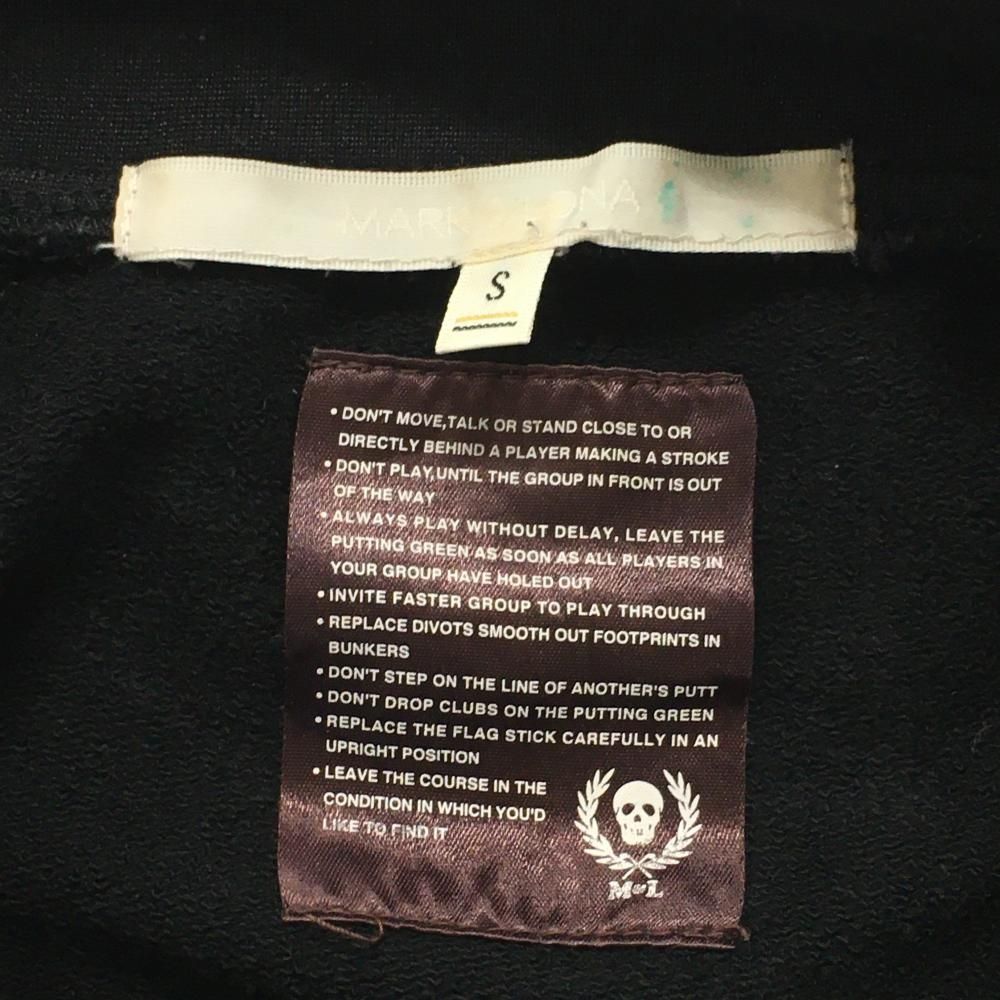 MARK ONA
S
• DON'T MOVE,TALK OR STAND CLOSE TO OR
DIRECTLY BEHIND A PLAYER MAKING A STROKE
• DON'T PLAY,UNTIL THE GROUP IN FRONT IS OUT
OF THE WAY
• ALWAYS PLAY WITHOUT DELAY, LEAVE THE
PUTTING GREEN AS SOON AS ALL PLAYERS IN
YOUR GROUP HAVE HOLED OUT
• INVITE FASTER GROUP TO PLAY THROUGH
• REPLACE DIVOTS SMOOTH OUT FOOTPRINTS IN
BUNKERS
• DON'T STEP ON THE LINE OF ANOTHER'S PUTT
• DON'T DROP CLUBS ON THE PUTTING GREEN
• REPLACE THE FLAG STICK CAREFULLY IN AN
UPRIGHT POSITION
• LEAVE THE COURSE IN THE
CONDITION IN WHICH YOU'D
LIKE TO FIND IT
M&L